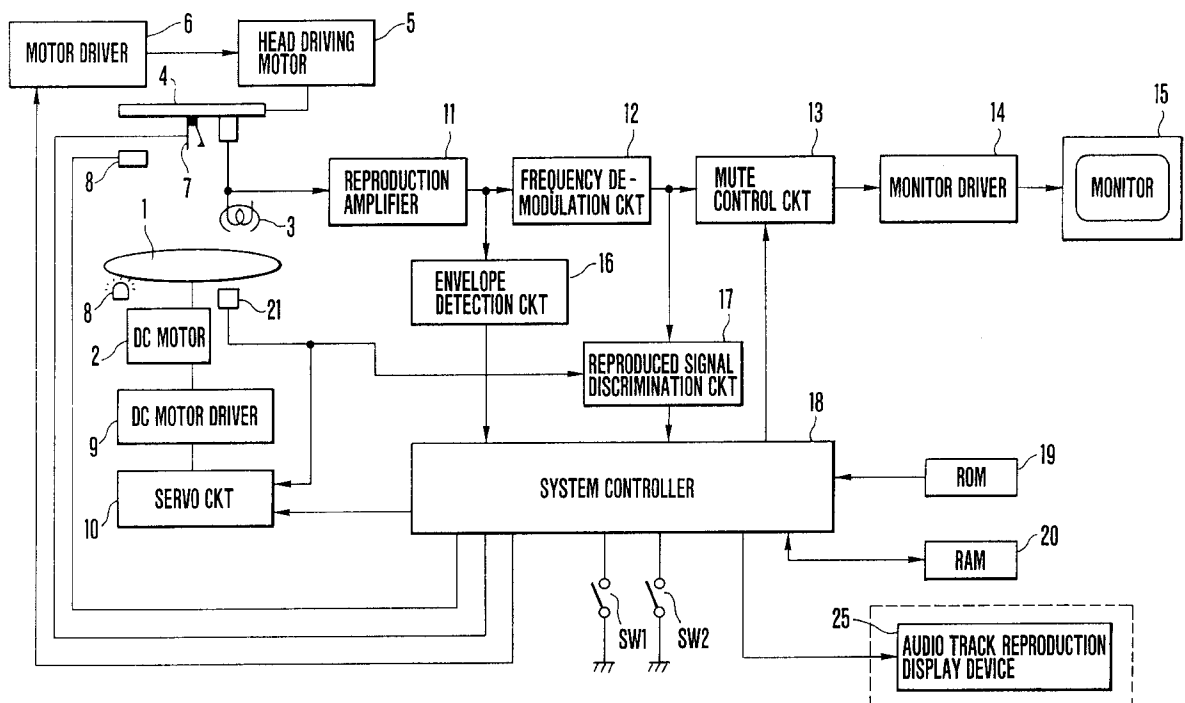 6
MOTOR DRIVER
5
HEAD DRIVING
MOTOR
4
7
8
3
11
REPRODUCTION
AMPLIFIER
12
FREQUENCY DE-
MODULATION CKT
13
MUTE
CONTROL CKT
14
MONITOR DRIVER
15
MONITOR
1
8
21
2
DC MOTOR
16
ENVELOPE
DETECTION CKT
17
REPRODUCED SIGNAL
DISCRIMINATION CKT
9
DC MOTOR DRIVER
10
SERVO CKT
18
SYSTEM CONTROLLER
19
ROM
20
RAM
SW1
SW2
25
AUDIO TRACK REPRODUCTION
DISPLAY DEVICE